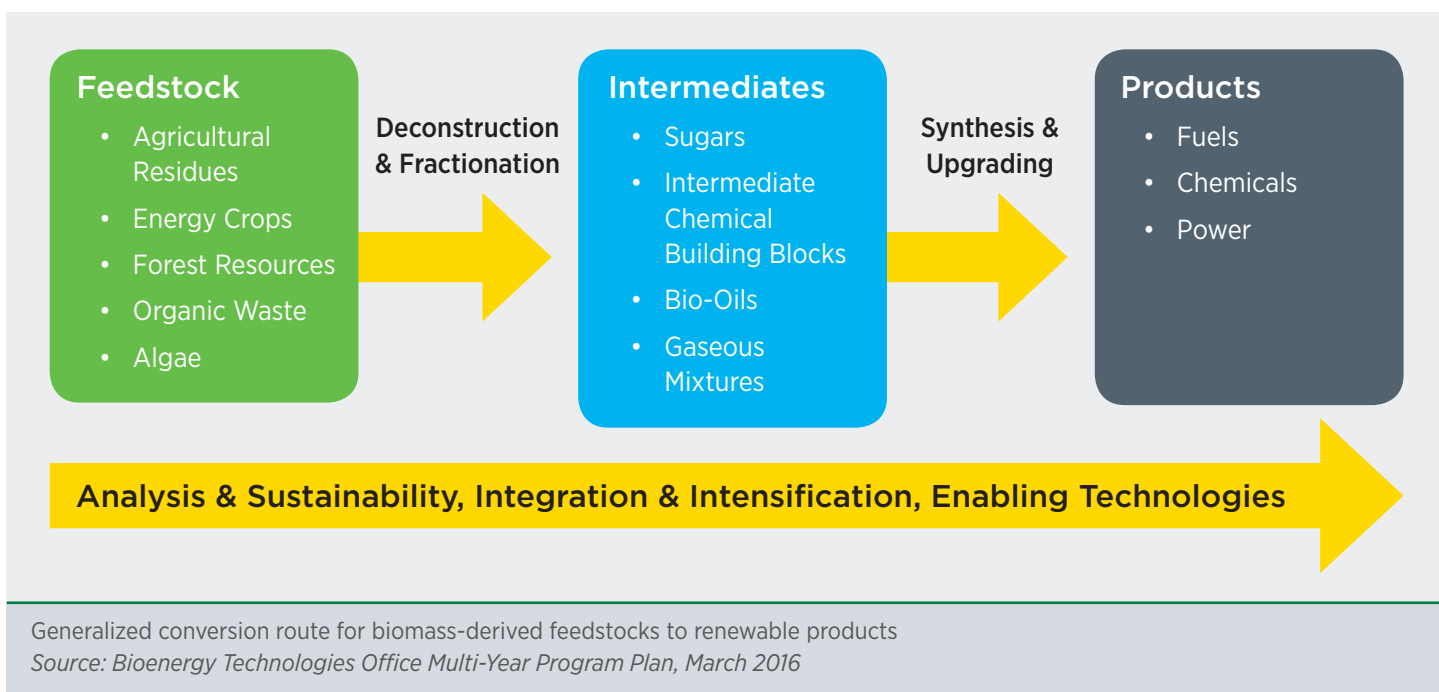 Feedstock
• Agricultural
Residues
• Energy Crops
• Forest Resources
• Organic Waste
• Algae
Deconstruction
& Fractionation
Intermediates
• Sugars
• Intermediate
Chemical
Building Blocks
• Bio-Oils
• Gaseous
Mixtures
Synthesis &
Upgrading
Products
• Fuels
• Chemicals
• Power
Analysis & Sustainability, Integration & Intensification, Enabling Technologies
Generalized conversion route for biomass-derived feedstocks to renewable products
Source: Bioenergy Technologies Office Multi-Year Program Plan, March 2016